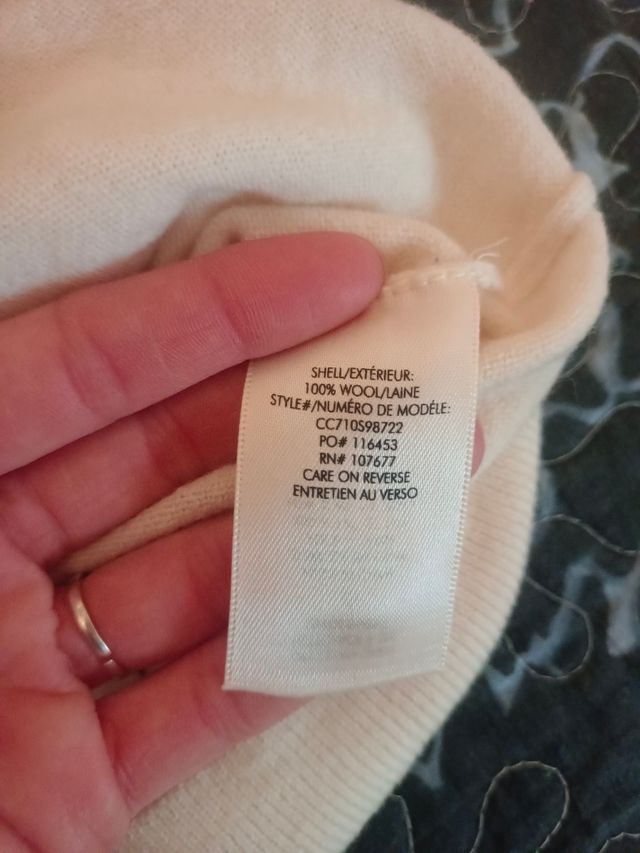 SHELL/EXTÉRIEUR:
100% WOOL/LAINE
STYLE#/NUMÉRO DE MODÉLE:
CC710S98722
PO# 116453
RN# 107677
CARE ON REVERSE
ENTRETIEN AU VERSO